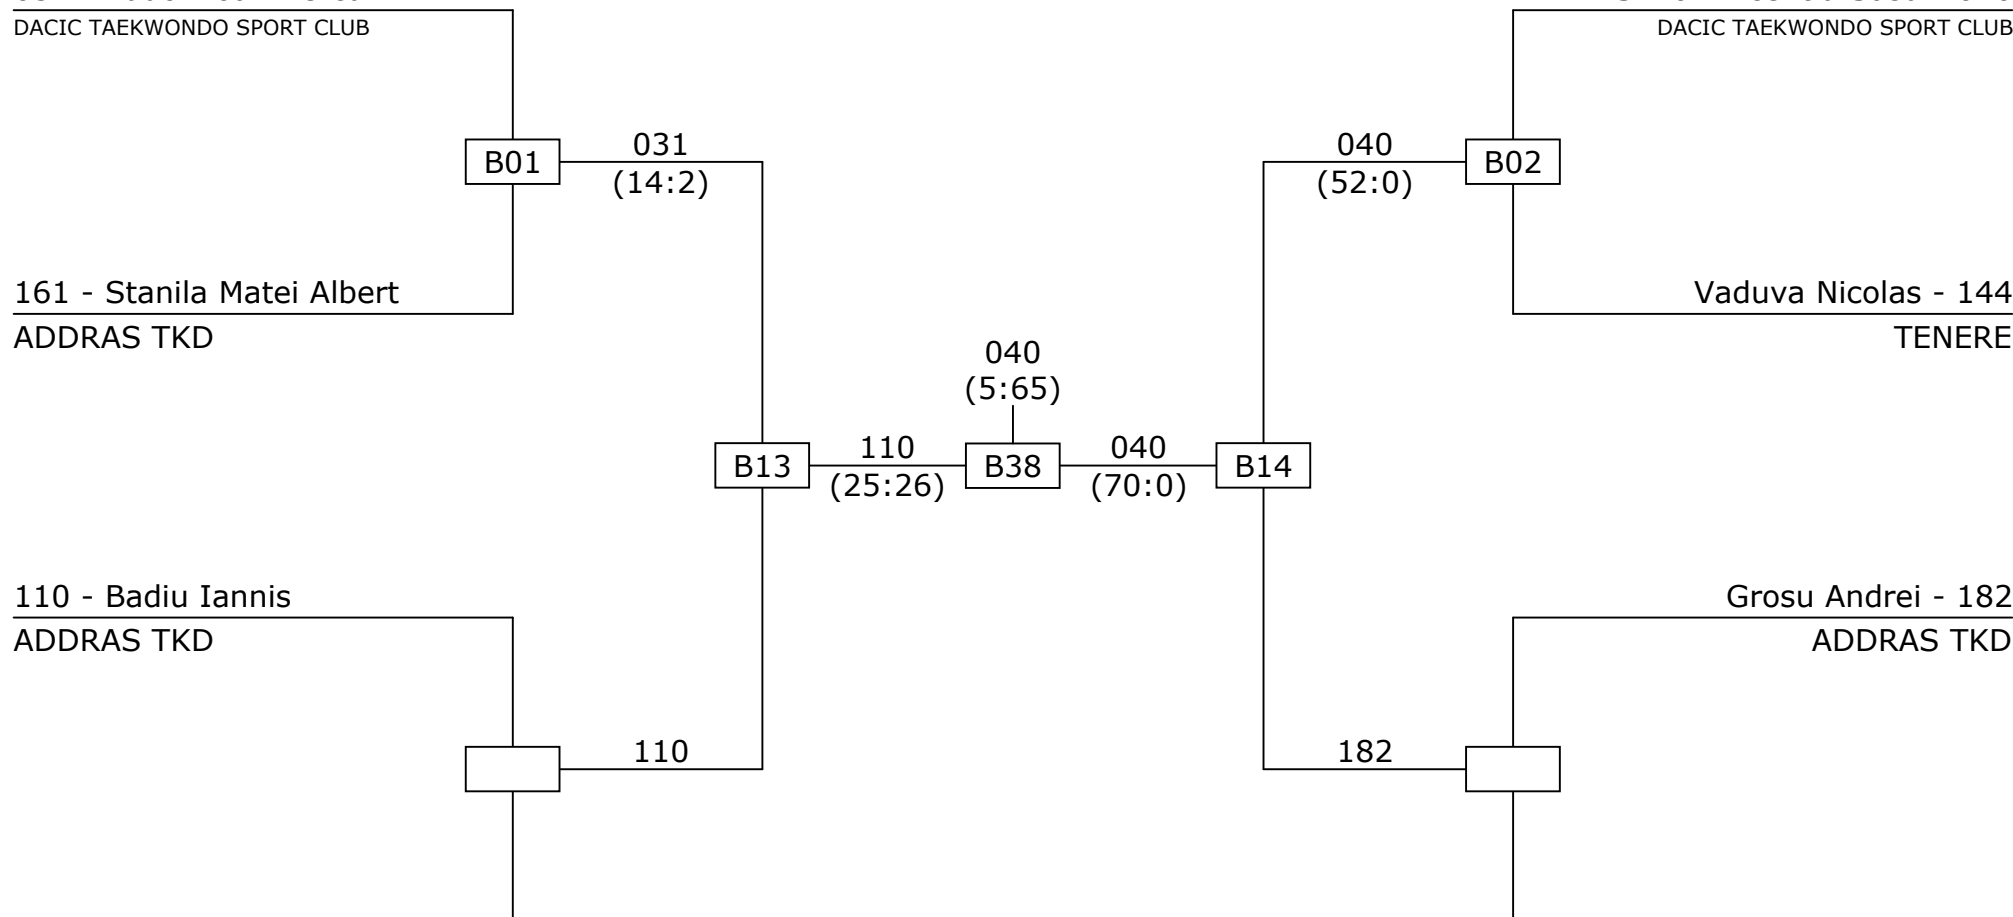 DACIC TAEKWONDO SPORT CLUB
DACIC TAEKWONDO SPORT CLUB
B01
031
(14:2)
040
(52:0)
B02
161 - Stanila Matei Albert
ADDRAS TKD
Vaduva Nicolas - 144
TENERE
040
(5:65)
B13
110
(25:26)
B38
040
(70:0)
B14
110 - Badiu Iannis
ADDRAS TKD
Grosu Andrei - 182
ADDRAS TKD
110
182